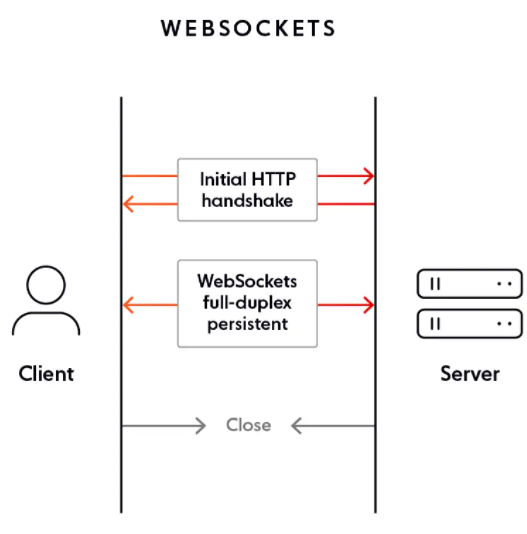 WEBSOCKETS
Initial HTTP
handshake
WebSockets
full-duplex
persistent
Client
Server
Close